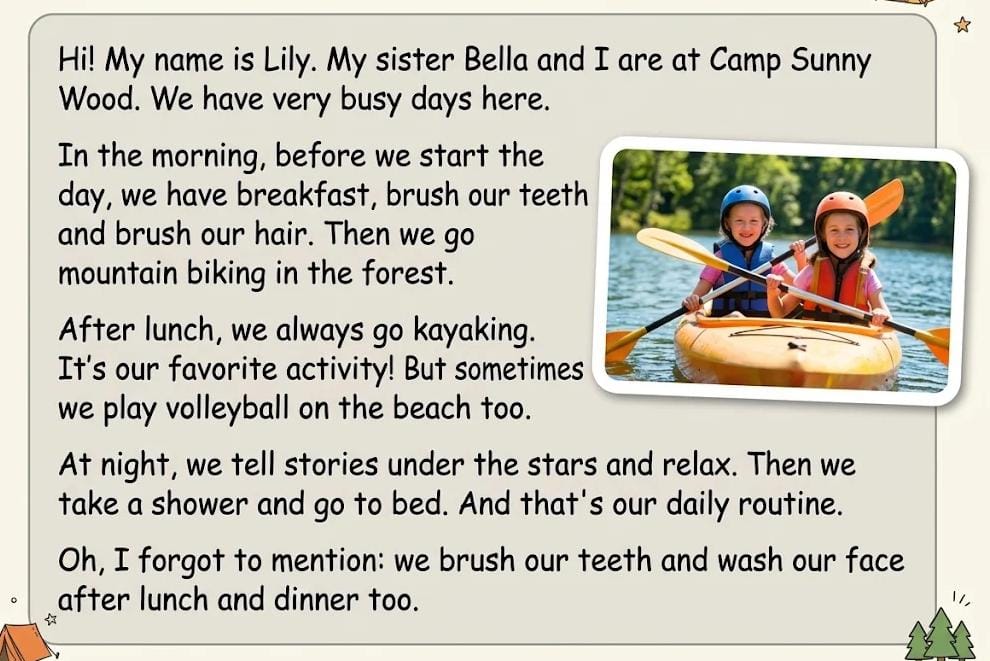 Hi! My name is Lily. My sister Bella and I are at Camp Sunny
Wood. We have very busy days here.
In the morning, before we start the
day, we have breakfast, brush our teeth
and brush our hair. Then we go
mountain biking in the forest.
After lunch, we always go kayaking.
It's our favorite activity! But sometimes
we play volleyball on the beach too.
At night, we tell stories under the stars and relax. Then we
take a shower and go to bed. And that's our daily routine.
Oh, I forgot to mention: we brush our teeth and wash our face
after lunch and dinner too.